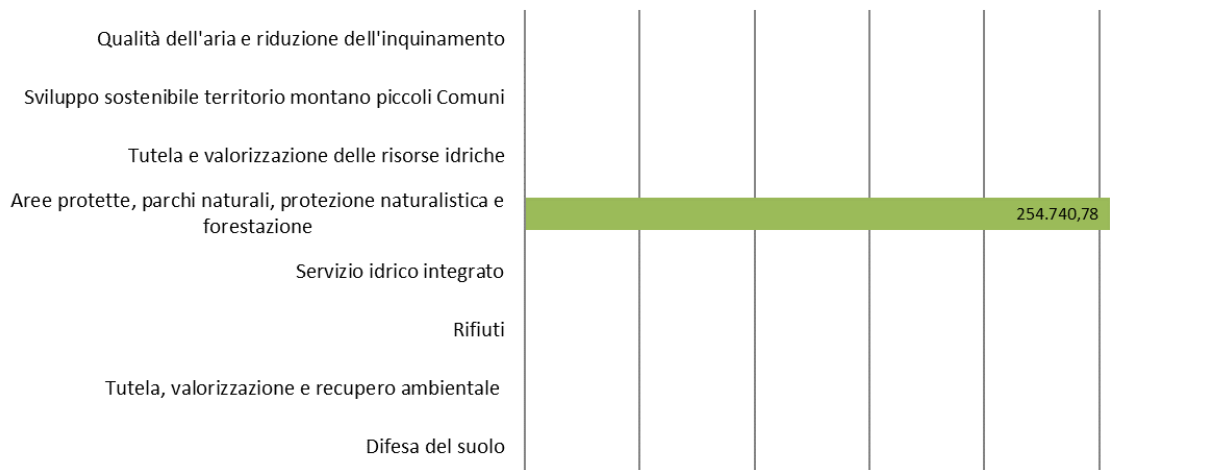 Qualità dell'aria e riduzione dell'inquinamento
Sviluppo sostenibile territorio montano piccoli Comuni
Tutela e valorizzazione delle risorse idriche
Aree protette, parchi naturali, protezione naturalistica e
forestazione
254.740,78
Servizio idrico integrato
Rifiuti
Tutela, valorizzazione e recupero ambientale
Difesa del suolo